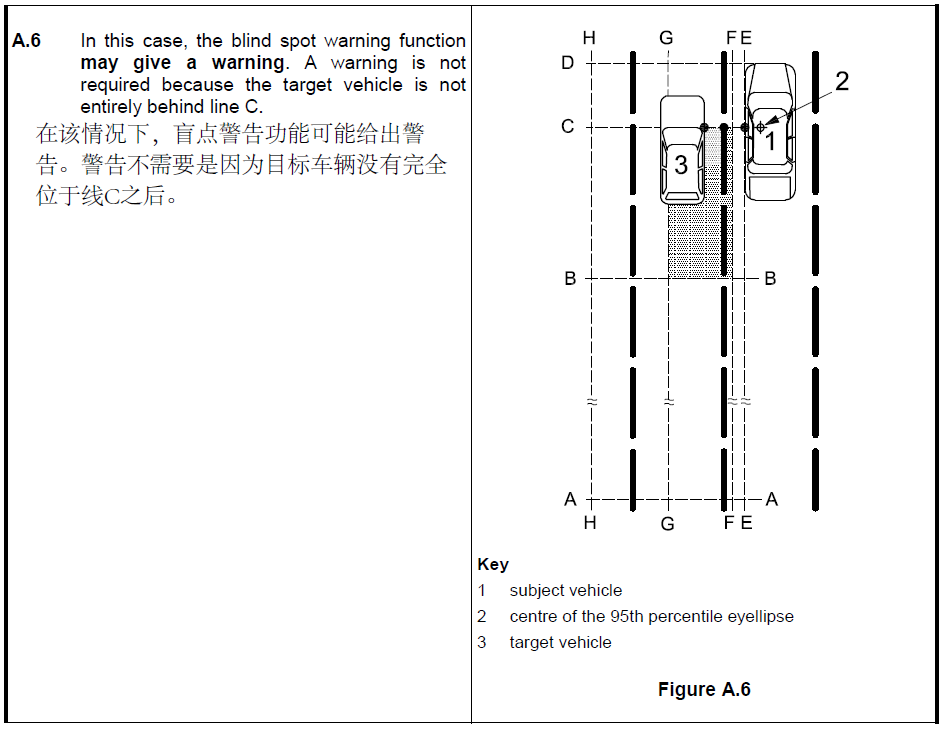 A.6 In this case, the blind spot warning function
may give a warning. A warning is not
required because the target vehicle is not
entirely behind line C.
在该情况下，盲点警告功能可能给出警
告。警告不需要是因为目标车辆没有完全
位于线C之后。
H G F E
D
2
C
1
3
B B
A A
H G F E
Key
1 subject vehicle
2 centre of the 95th percentile eyellipse
3 target vehicle
Figure A.6